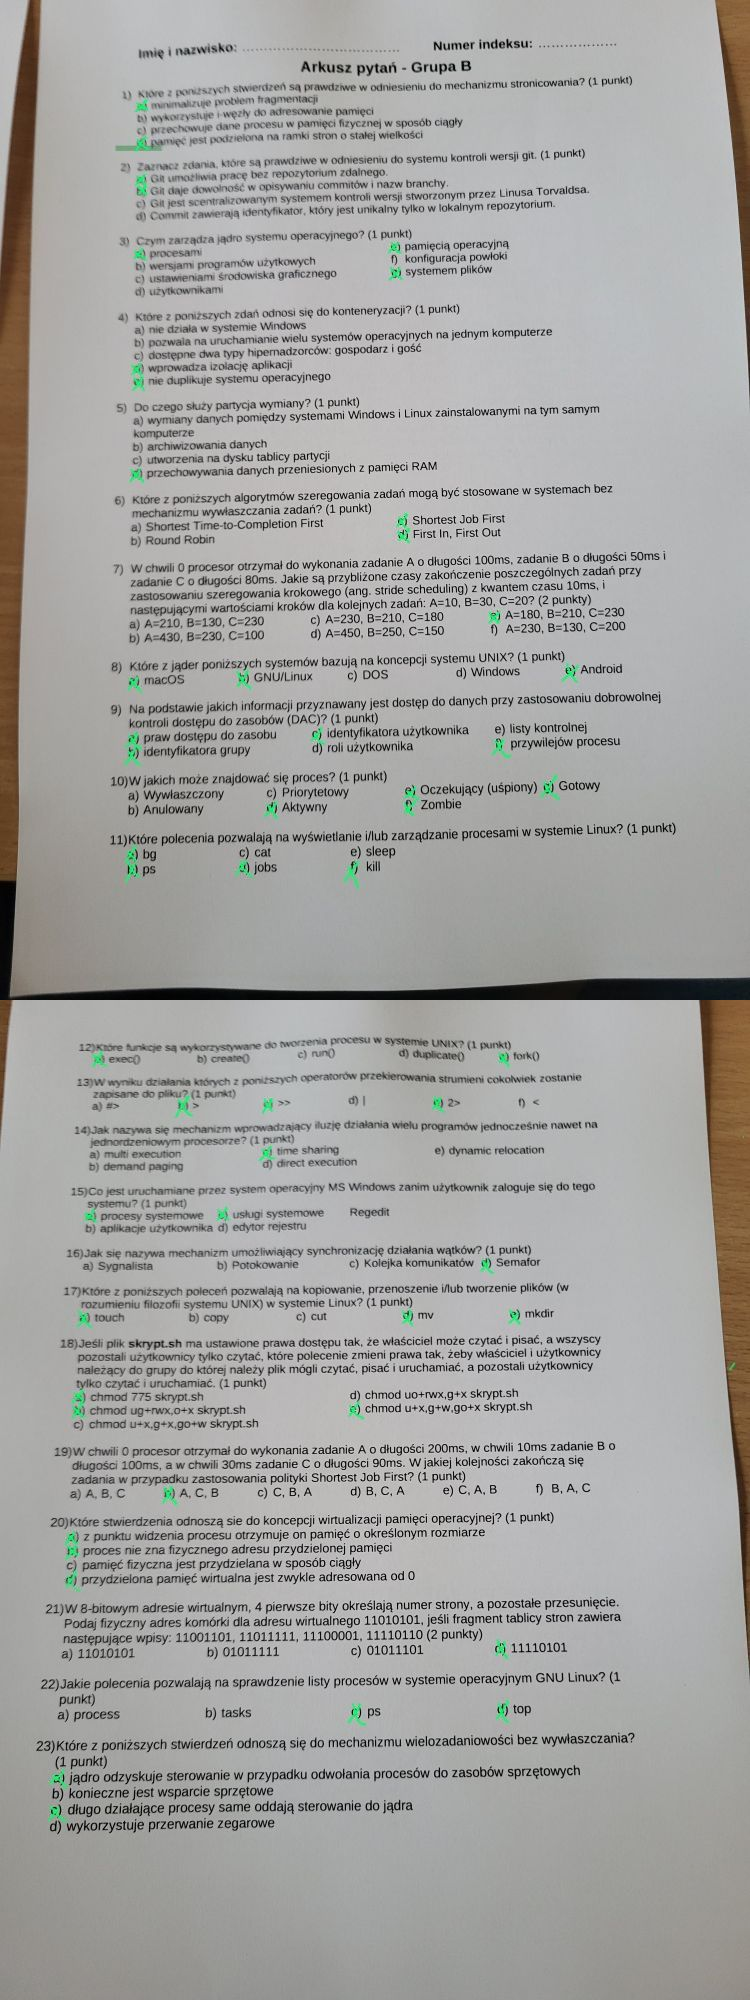 Imię i nazwisko: .................................. Numer indeksu: ..................
Arkusz pytań - Grupa B
1) Które z poniższych stwierdzeń są prawdziwe w odniesieniu do mechanizmu stronicowania? (1 punkt)
a) minimalizuje problem fragmentacji
b) wykorzystuje i-węzły do adresowanie pamięci
c) przechowuje dane procesu w pamięci fizycznej w sposób ciągły
d) pamięć jest podzielona na ramki stron o stałej wielkości
2) Zaznacz zdania, które są prawdziwe w odniesieniu do systemu kontroli wersji git. (1 punkt)
a) Git umożliwia pracę bez repozytorium zdalnego.
b) Git daje dowolność w opisywaniu commitów i nazw branchy.
c) Git jest scentralizowanym systemem kontroli wersji stworzonym przez Linusa Torvaldsa.
d) Commit zawierają identyfikator, który jest unikalny tylko w lokalnym repozytorium.
3) Czym zarządza jądro systemu operacyjnego? (1 punkt)
a) procesami e) pamięcią operacyjną
b) wersjami programów użytkowych f) konfiguracja powłoki
c) ustawieniami środowiska graficznego g) systemem plików
d) użytkownikami
4) Które z poniższych zdań odnosi się do konteneryzacji? (1 punkt)
a) nie działa w systemie Windows
b) pozwala na uruchamianie wielu systemów operacyjnych na jednym komputerze
c) dostępne dwa typy hipernadzorców: gospodarz i gość
d) wprowadza izolację aplikacji
e) nie duplikuje systemu operacyjnego
5) Do czego służy partycja wymiany? (1 punkt)
a) wymiany danych pomiędzy systemami Windows i Linux zainstalowanymi na tym samym
komputerze
b) archiwizowania danych
c) utworzenia na dysku tablicy partycji
d) przechowywania danych przeniesionych z pamięci RAM
6) Które z poniższych algorytmów szeregowania zadań mogą być stosowane w systemach bez
mechanizmu wywłaszczania zadań? (1 punkt)
a) Shortest Time-to-Completion First c) Shortest Job First
b) Round Robin d) First In, First Out
7) W chwili 0 procesor otrzymał do wykonania zadanie A o długości 100ms, zadanie B o długości 50ms i
zadanie C o długości 80ms. Jakie są przybliżone czasy zakończenie poszczególnych zadań przy
zastosowaniu szeregowania krokowego (ang. stride scheduling) z kwantem czasu 10ms, i
następującymi wartościami kroków dla kolejnych zadań: A=10, B=30, C=20? (2 punkty)
a) A=210, B=130, C=230 c) A=230, B=210, C=180 e) A=180, B=210, C=230
b) A=430, B=230, C=100 d) A=450, B=250, C=150 f) A=230, B=130, C=200
8) Które z jąder poniższych systemów bazują na koncepcji systemu UNIX? (1 punkt)
a) macOS b) GNU/Linux c) DOS d) Windows e) Android
9) Na podstawie jakich informacji przyznawany jest dostęp do danych przy zastosowaniu dobrowolnej
kontroli dostępu do zasobów (DAC)? (1 punkt)
a) praw dostępu do zasobu c) identyfikatora użytkownika e) listy kontrolnej
b) identyfikatora grupy d) roli użytkownika f) przywilejów procesu
10)W jakich może znajdować się proces? (1 punkt)
a) Wywłaszczony c) Priorytetowy e) Oczekujący (uśpiony) g) Gotowy
b) Anulowany d) Aktywny f) Zombie
11)Które polecenia pozwalają na wyświetlanie i/lub zarządzanie procesami w systemie Linux? (1 punkt)
a) bg c) cat e) sleep
b) ps d) jobs f) kill
12)Które funkcje są wykorzystywane do tworzenia procesu w systemie UNIX? (1 punkt)
a) exec() b) create() c) run() d) duplicate() e) fork()
13)W wyniku działania których z poniższych operatorów przekierowania strumieni cokolwiek zostanie
zapisane do pliku? (1 punkt)
a) #> b) > c) >> d) | e) 2> f) <
14)Jak nazywa się mechanizm wprowadzający iluzję działania wielu programów jednocześnie nawet na
jednordzeniowym procesorze? (1 punkt)
a) multi execution c) time sharing e) dynamic relocation
b) demand paging d) direct execution
15)Co jest uruchamiane przez system operacyjny MS Windows zanim użytkownik zaloguje się do tego
systemu? (1 punkt)
a) procesy systemowe c) usługi systemowe Regedit
b) aplikacje użytkownika d) edytor rejestru
16)Jak się nazywa mechanizm umożliwiający synchronizację działania wątków? (1 punkt)
a) Sygnalista b) Potokowanie c) Kolejka komunikatów d) Semafor
17)Które z poniższych poleceń pozwalają na kopiowanie, przenoszenie i/lub tworzenie plików (w
rozumieniu filozofii systemu UNIX) w systemie Linux? (1 punkt)
a) touch b) copy c) cut d) mv e) mkdir
18)Jeśli plik skrypt.sh ma ustawione prawa dostępu tak, że właściciel może czytać i pisać, a wszyscy
pozostali użytkownicy tylko czytać, które polecenie zmieni prawa tak, żeby właściciel i użytkownicy
należący do grupy do której należy plik mógli czytać, pisać i uruchamiać, a pozostali użytkownicy
tylko czytać i uruchamiać. (1 punkt)
a) chmod 775 skrypt.sh d) chmod uo+rwx,g+x skrypt.sh
b) chmod ug+rwx,o+x skrypt.sh e) chmod u+x,g+w,go+x skrypt.sh
c) chmod u+x,g+x,go+w skrypt.sh
19)W chwili 0 procesor otrzymał do wykonania zadanie A o długości 200ms, w chwili 10ms zadanie B o
długości 100ms, a w chwili 30ms zadanie C o długości 90ms. W jakiej kolejności zakończą się
zadania w przypadku zastosowania polityki Shortest Job First? (1 punkt)
a) A, B, C b) A, C, B c) C, B, A d) B, C, A e) C, A, B f) B, A, C
20)Które stwierdzenia odnoszą sie do koncepcji wirtualizacji pamięci operacyjnej? (1 punkt)
a) z punktu widzenia procesu otrzymuje on pamięć o określonym rozmiarze
b) proces nie zna fizycznego adresu przydzielonej pamięci
c) pamięć fizyczna jest przydzielana w sposób ciągły
d) przydzielona pamięć wirtualna jest zwykle adresowana od 0
21)W 8-bitowym adresie wirtualnym, 4 pierwsze bity określają numer strony, a pozostałe przesunięcie.
Podaj fizyczny adres komórki dla adresu wirtualnego 11010101, jeśli fragment tablicy stron zawiera
następujące wpisy: 11001101, 11011111, 11100001, 11110110 (2 punkty)
a) 11010101 b) 01011111 c) 01011101 d) 11110101
22)Jakie polecenia pozwalają na sprawdzenie listy procesów w systemie operacyjnym GNU Linux? (1
punkt)
a) process b) tasks c) ps d) top
23)Które z poniższych stwierdzeń odnoszą się do mechanizmu wielozadaniowości bez wywłaszczania?
(1 punkt)
a) jądro odzyskuje sterowanie w przypadku odwołania procesów do zasobów sprzętowych
b) konieczne jest wsparcie sprzętowe
c) długo działające procesy same oddają sterowanie do jądra
d) wykorzystuje przerwanie zegarowe